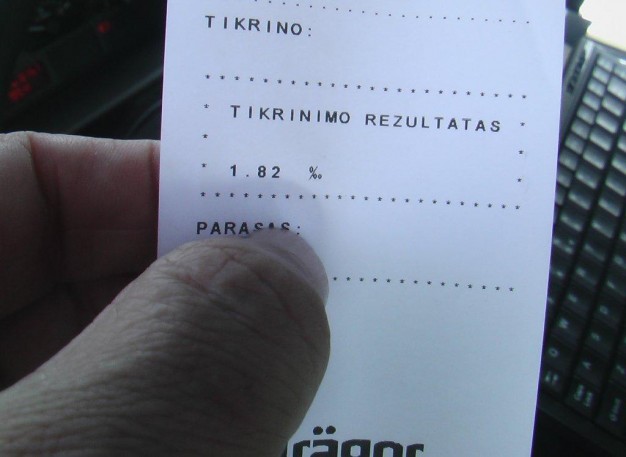 TIKRINO:
TIKRINIMO REZULTATAS
1.82 ‰
PARASAS: